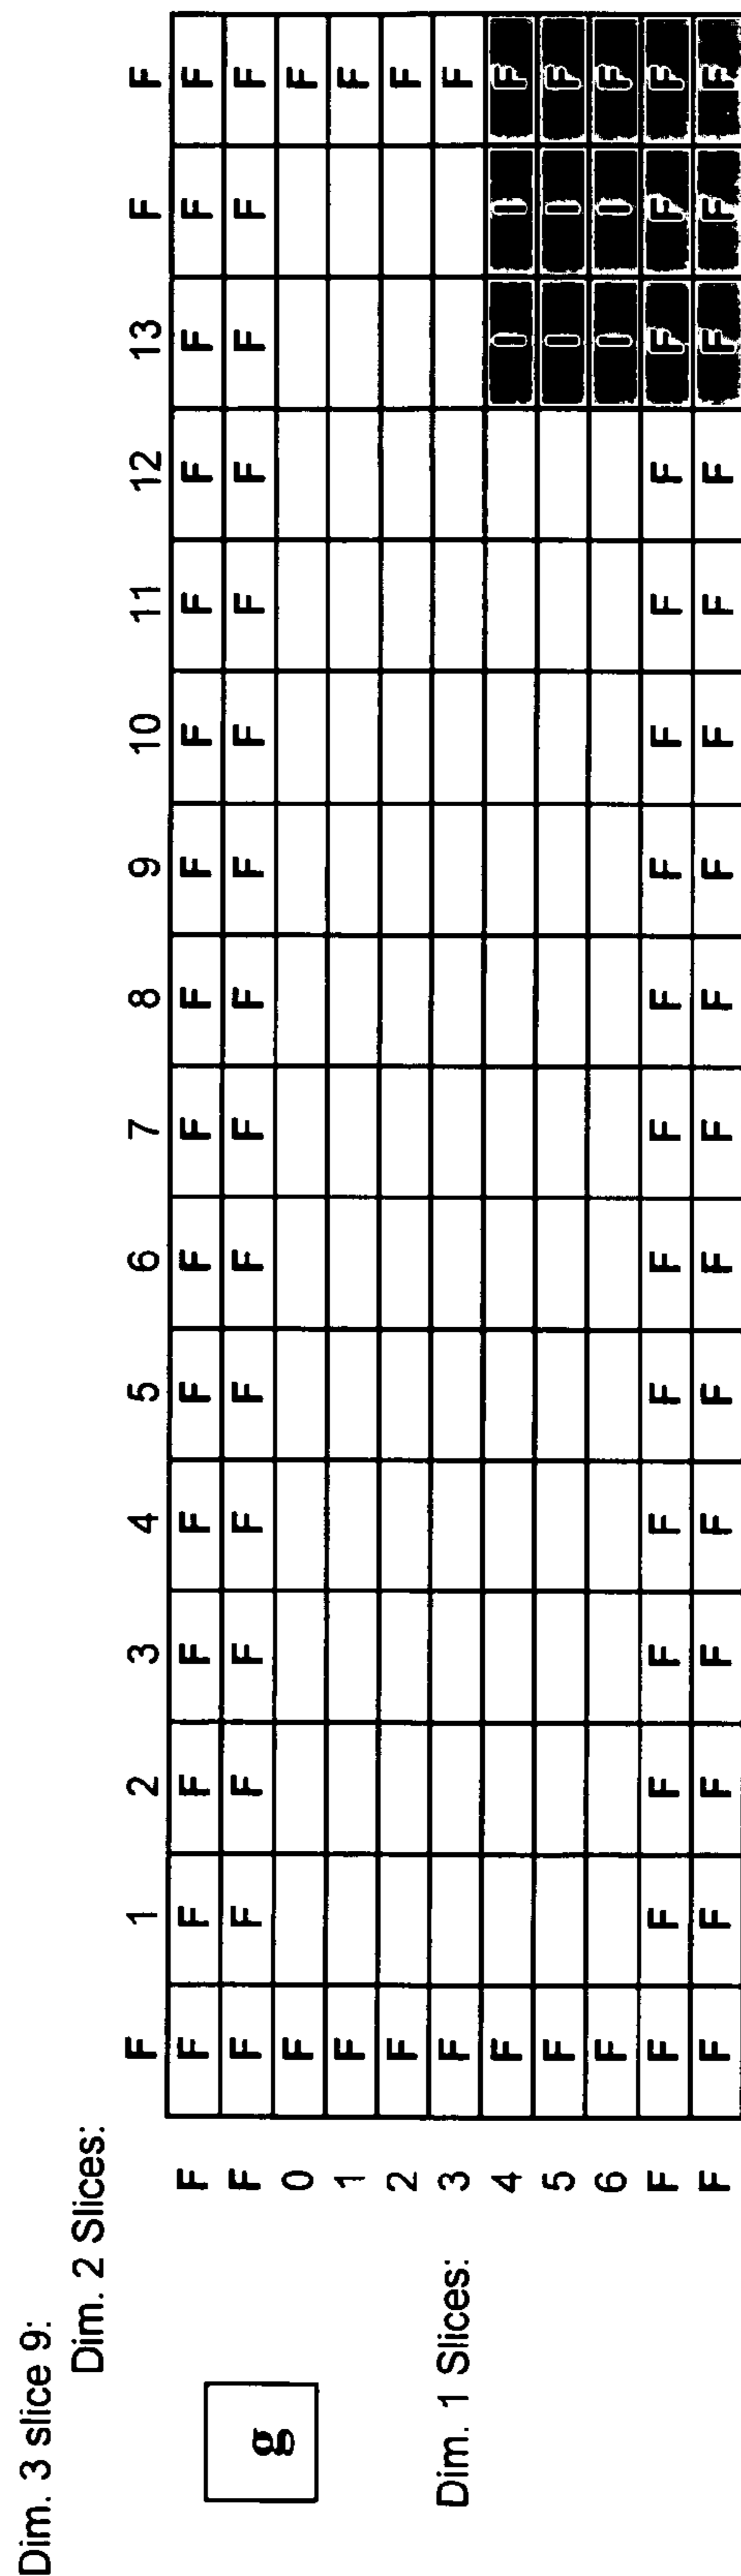 Dim. 3 slice 9:
Dim. 2 Slices:
F 1 2 3 4 5 6 7 8 9 10 11 12 13 F F
F F F F F F F F F F F F F F F F F
F F F F F F F F F F F F F F F F F
g
0 F F
1 F F
2 F F
Dim. 1 Slices:
3 F F
4 F I I F
5 F I I F
6 F I I F
F F F F F F F F F F F F F F F F F
F F F F F F F F F F F F F F F F F